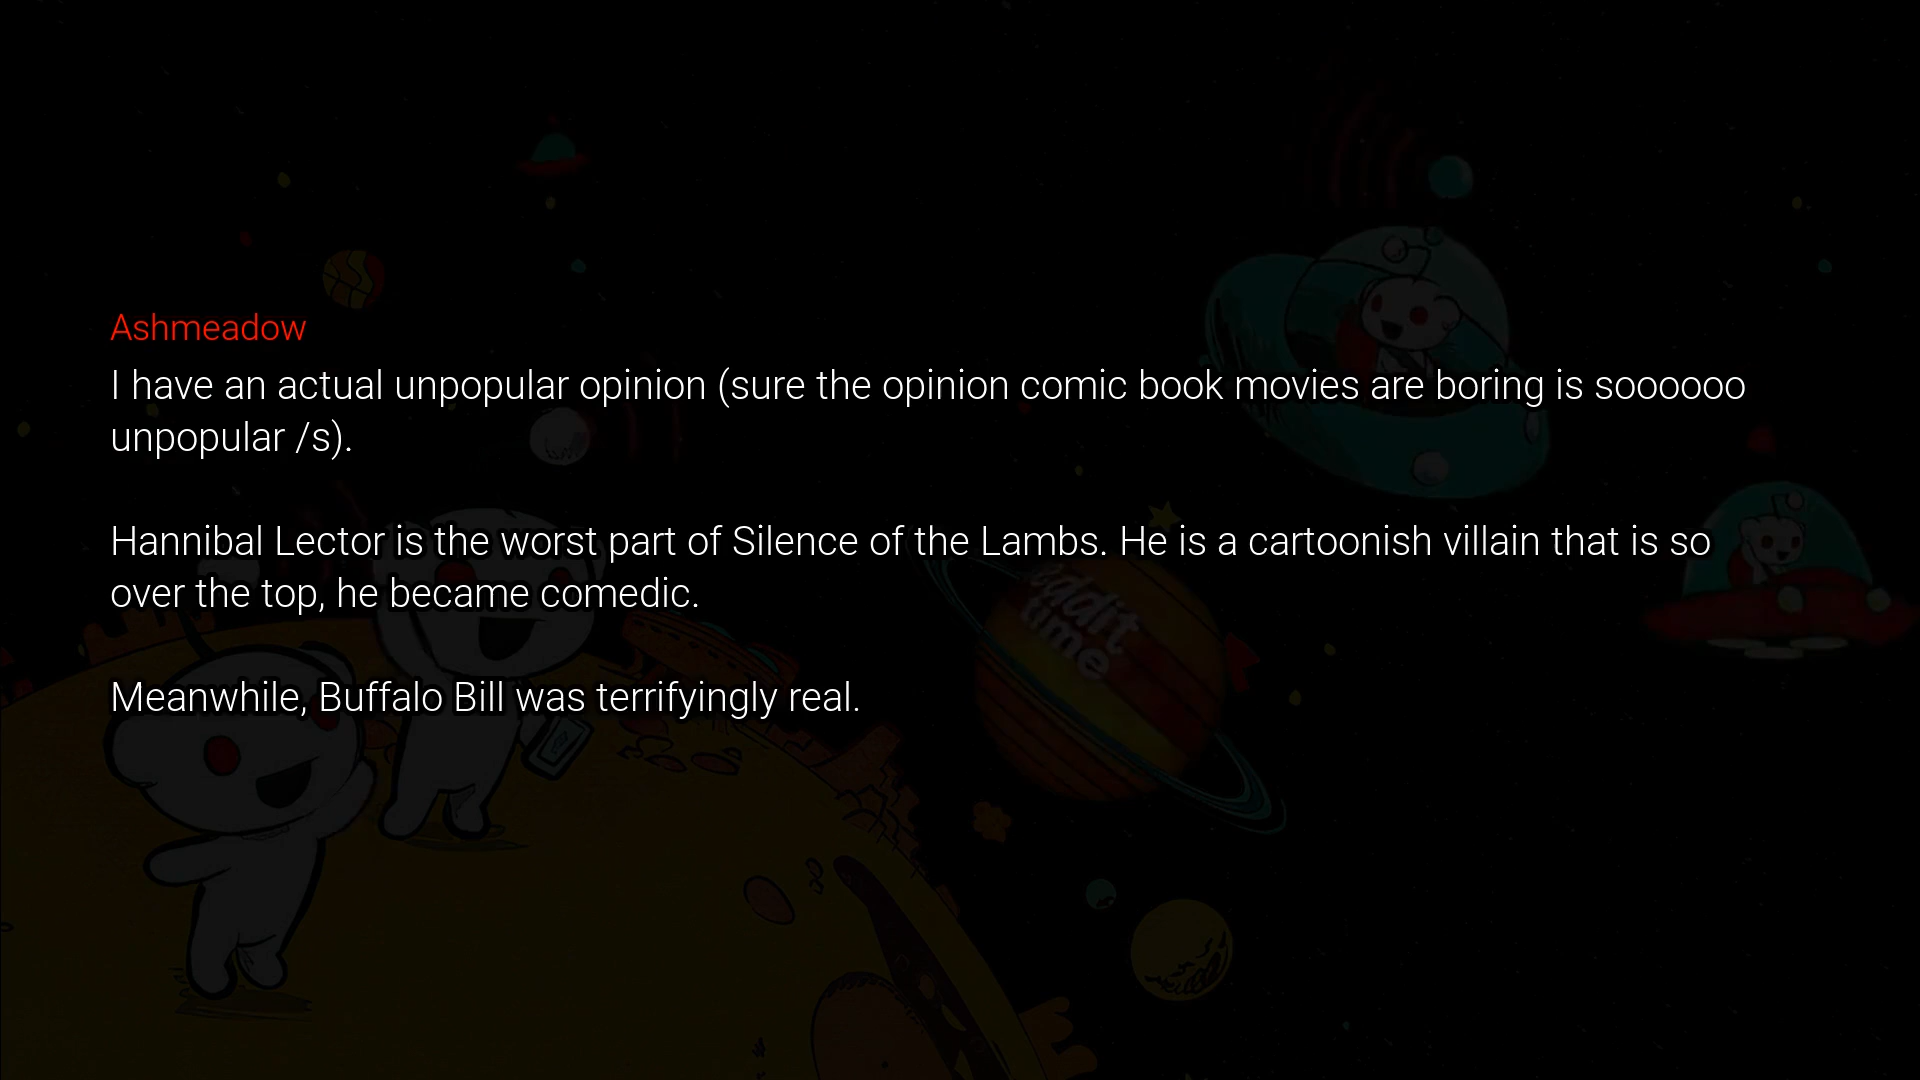 Ashmeadow
I have an actual unpopular opinion (sure the opinion comic book movies are boring is soooooo
unpopular /s).
Hannibal Lector is the worst part of Silence of the Lambs. He is a cartoonish villain that is so
over the top, he became comedic.
Meanwhile, Buffalo Bill was terrifyingly real.
eddit
time